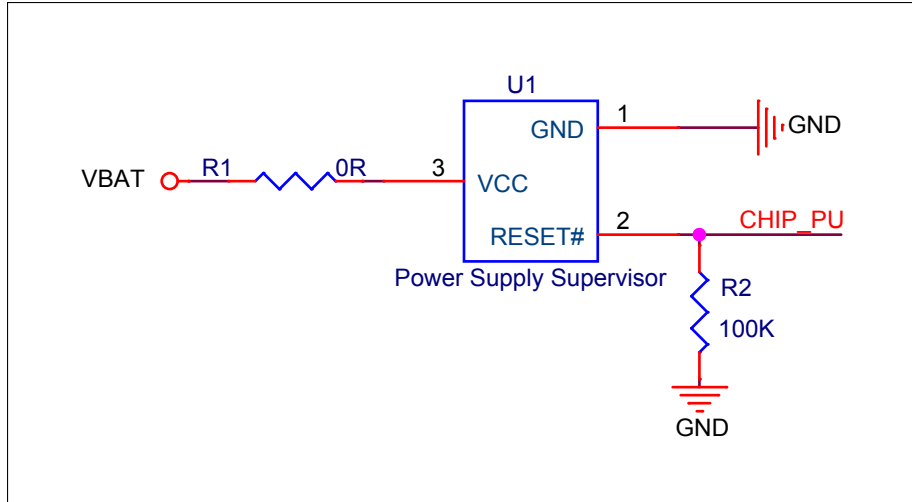 U1
GND
1
GND
VBAT
R1
0R
3
VCC
RESET#
2
CHIP_PU
Power Supply Supervisor
R2
100K
GND